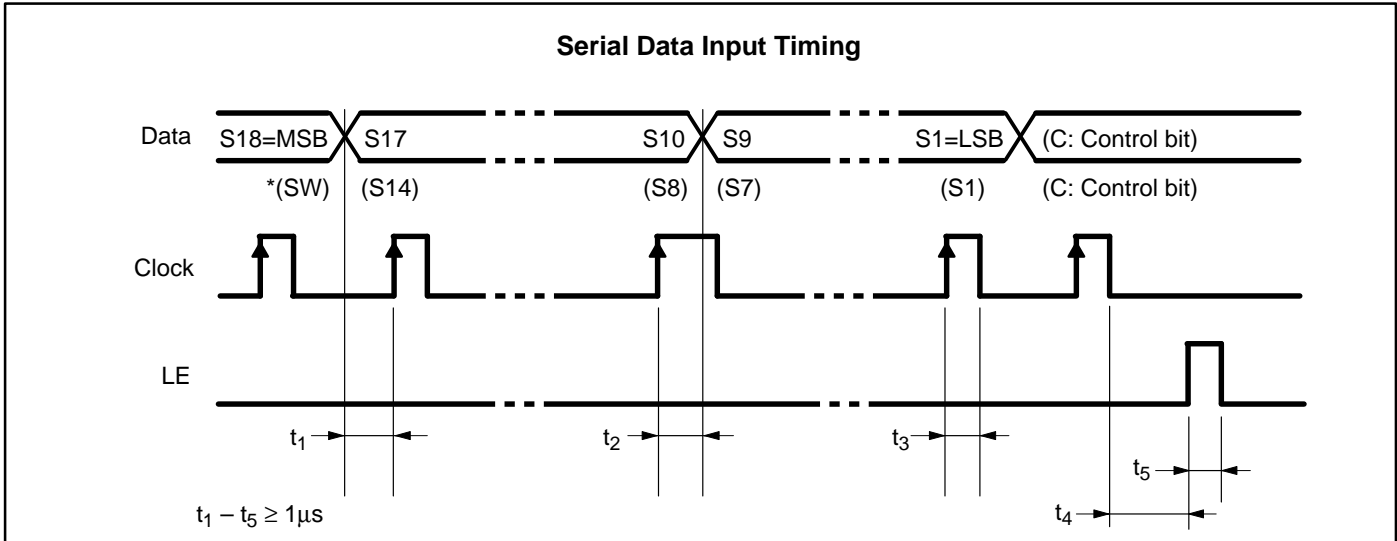 Serial Data Input Timing
Data S18=MSB S17 S10 S9 S1=LSB (C: Control bit)
*(SW) (S14) (S8) (S7) (S1) (C: Control bit)
Clock
LE
t1 t2 t3
t5
t4
t1 – t5 ≥ 1µs